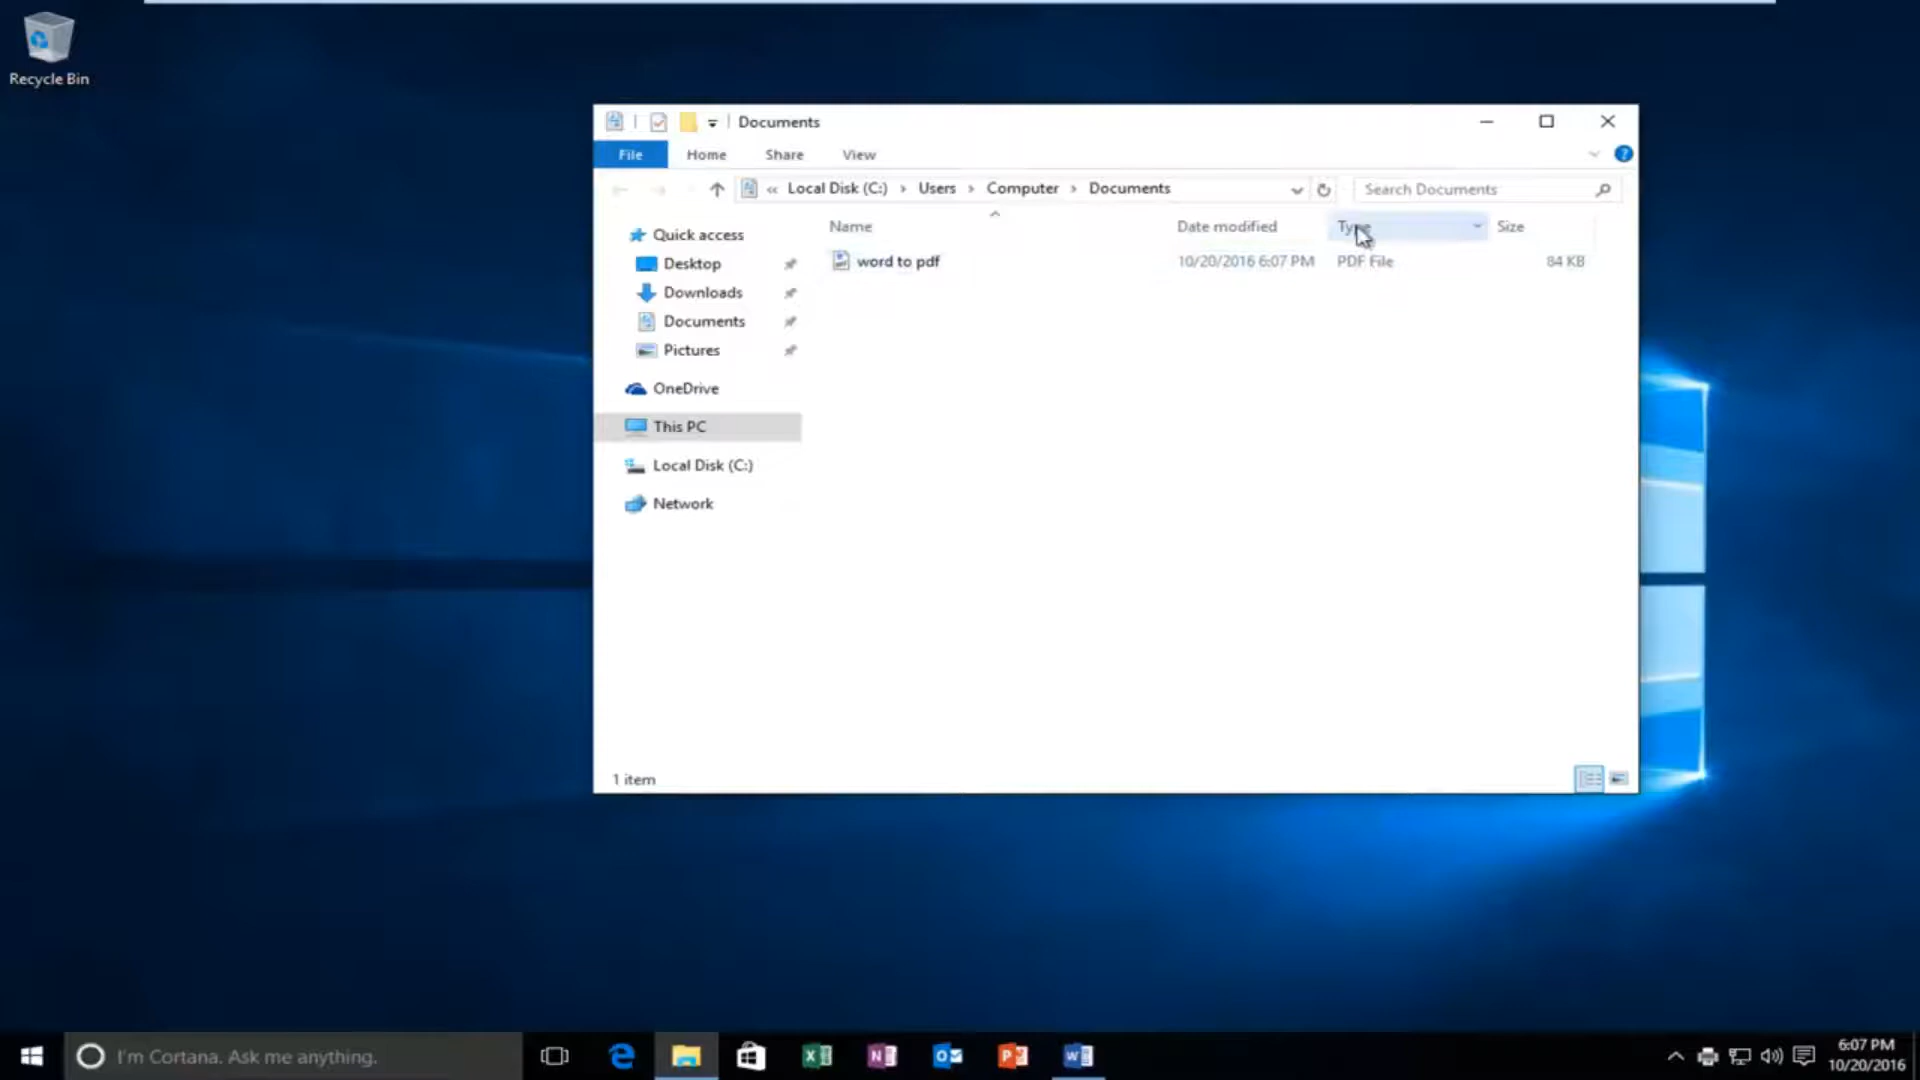 Recycle Bin
Documents
File Home Share View
« Local Disk (C:) › Users › Computer › Documents
Search Documents
Name Date modified Type Size
word to pdf 10/20/2016 6:07 PM PDF File 84 KB
Quick access
Desktop
Downloads
Documents
Pictures
OneDrive
This PC
Local Disk (C:)
Network
1 item
I'm Cortana. Ask me anything.
6:07 PM
10/20/2016